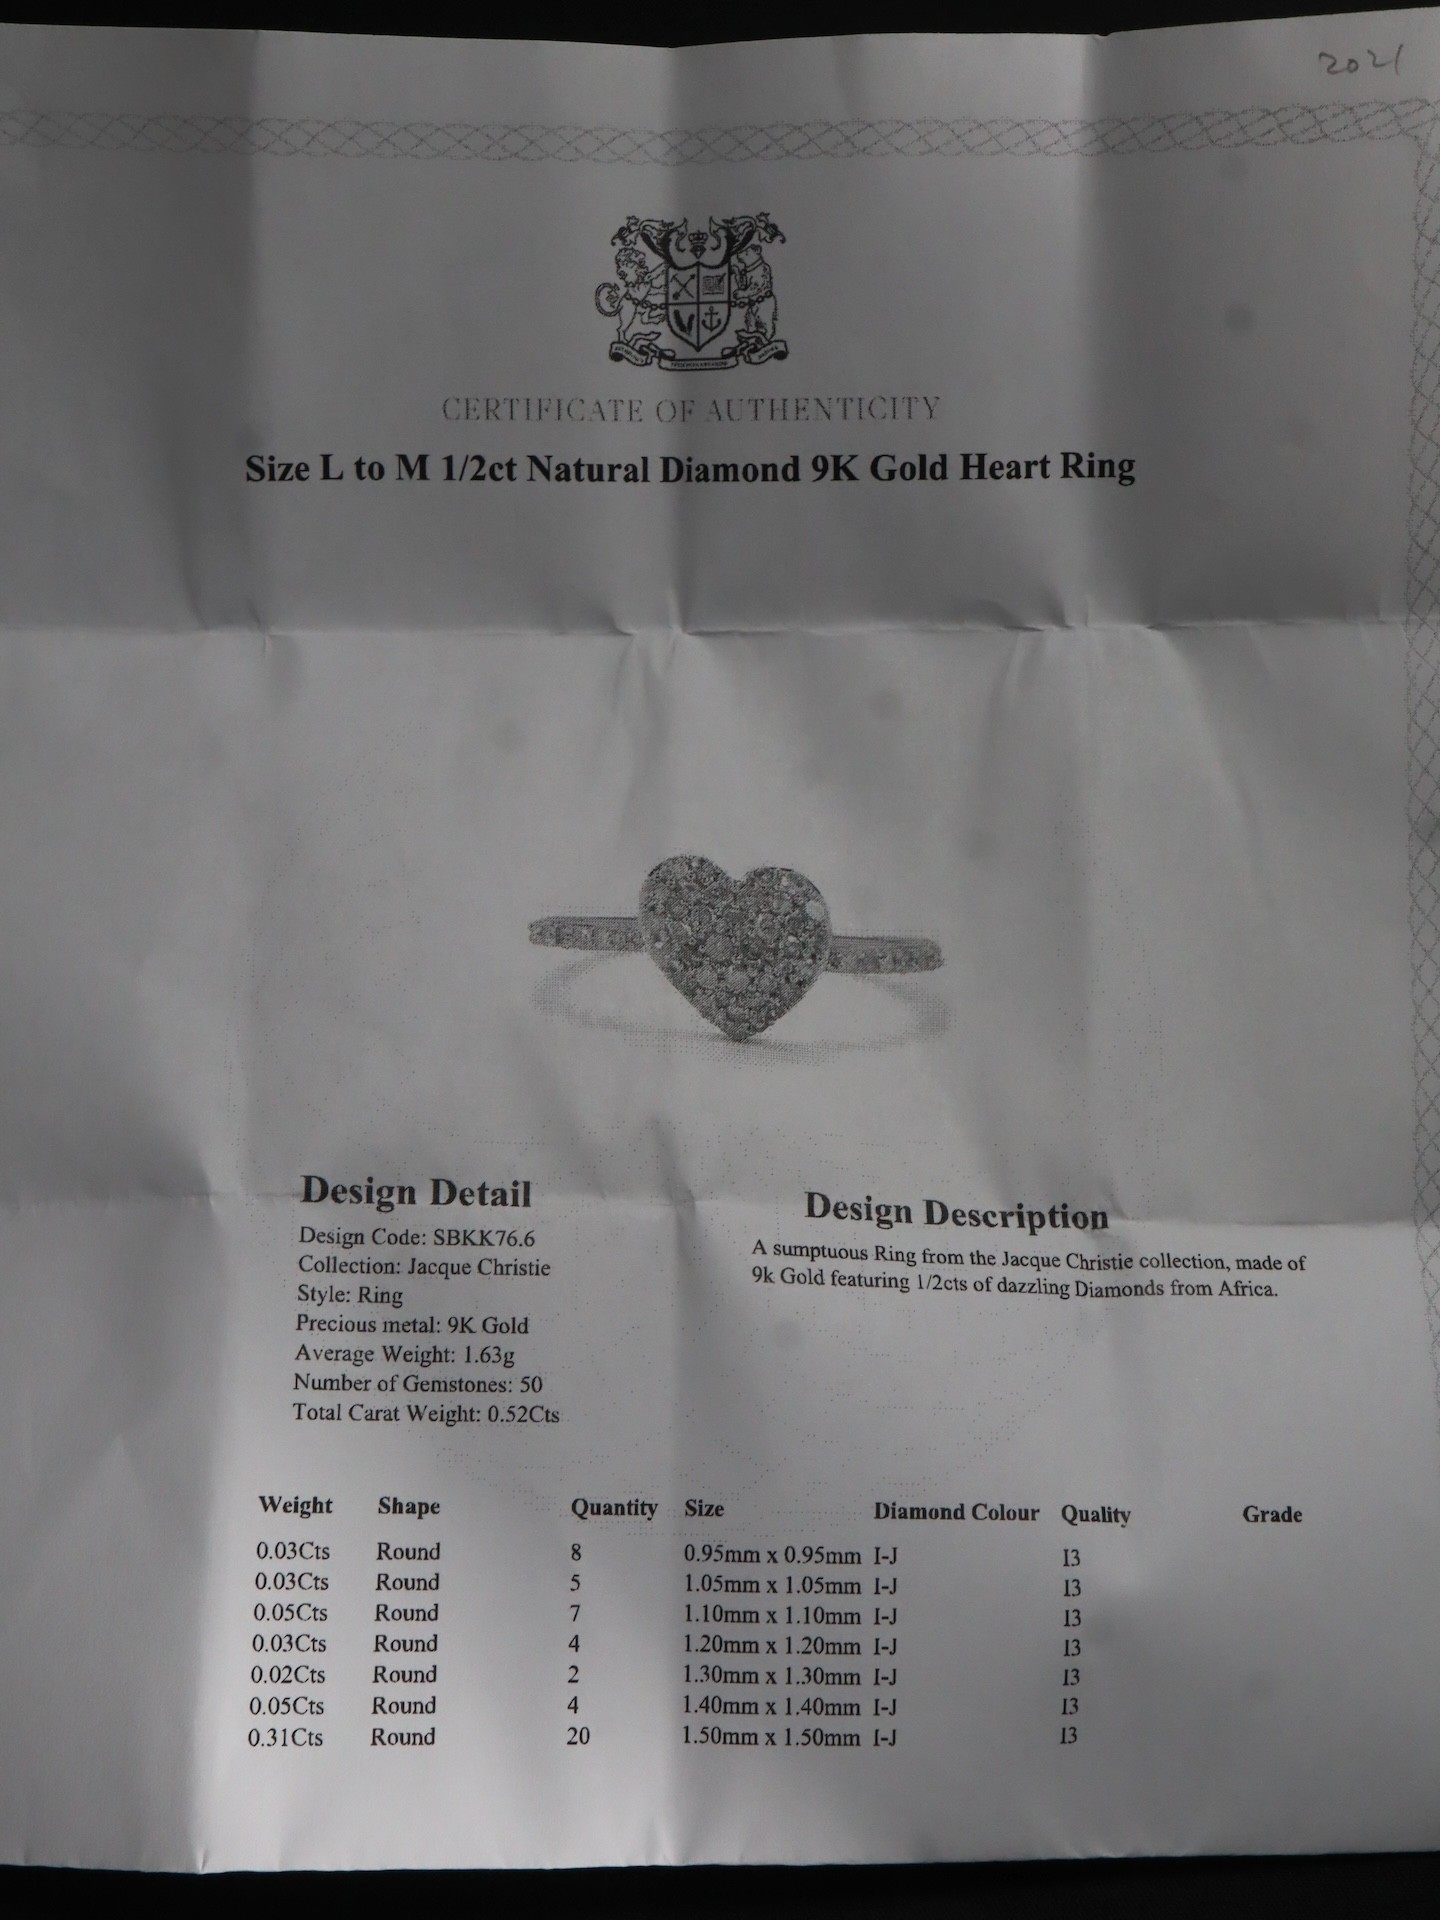 2021
CERTIFICATE OF AUTHENTICITY
Size L to M 1/2ct Natural Diamond 9K Gold Heart Ring
Design Detail
Design Code: SBKK76.6
Collection: Jacque Christie
Style: Ring
Precious metal: 9K Gold
Average Weight: 1.63g
Number of Gemstones: 50
Total Carat Weight: 0.52Cts
Design Description
A sumptuous Ring from the Jacque Christie collection, made of
9k Gold featuring 1/2cts of dazzling Diamonds from Africa.
Weight Shape Quantity Size Diamond Colour Quality Grade
0.03Cts Round 8 0.95mm x 0.95mm I-J I3
0.03Cts Round 5 1.05mm x 1.05mm I-J I3
0.05Cts Round 7 1.10mm x 1.10mm I-J I3
0.03Cts Round 4 1.20mm x 1.20mm I-J I3
0.02Cts Round 2 1.30mm x 1.30mm I-J I3
0.05Cts Round 4 1.40mm x 1.40mm I-J I3
0.31Cts Round 20 1.50mm x 1.50mm I-J I3